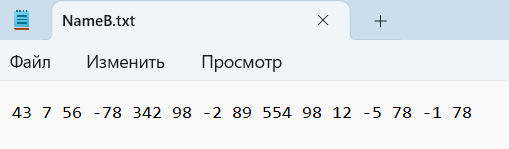 NameB.txt
Файл Изменить Просмотр
43 7 56 -78 342 98 -2 89 554 98 12 -5 78 -1 78